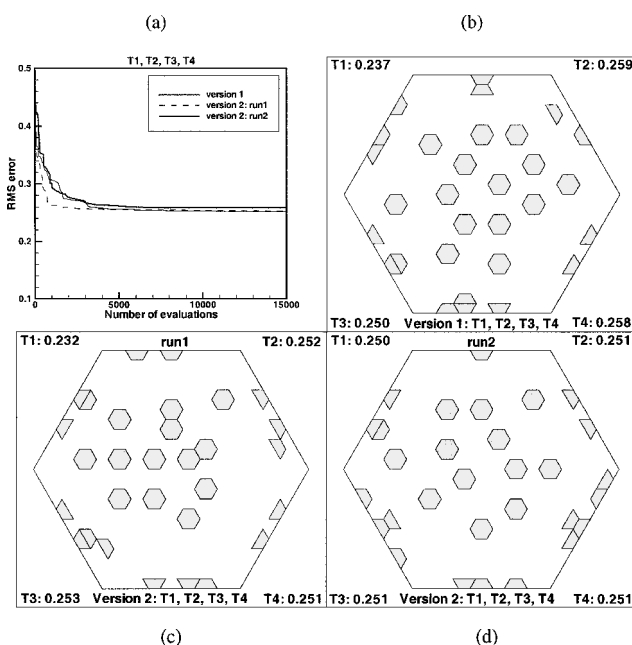 (a)
(b)
T1, T2, T3, T4
0.5
0.4
0.3
0.2
0.1
RMS error
version 1
version 2: run1
version 2: run2
0
5000
10000
15000
Number of evaluations
T1: 0.237
T2: 0.259
T3: 0.250
Version 1: T1, T2, T3, T4
T4: 0.258
T1: 0.232
run1
T2: 0.252
T3: 0.253
Version 2: T1, T2, T3, T4
T4: 0.251
T1: 0.250
run2
T2: 0.251
T3: 0.251
Version 2: T1, T2, T3, T4
T4: 0.251
(c)
(d)